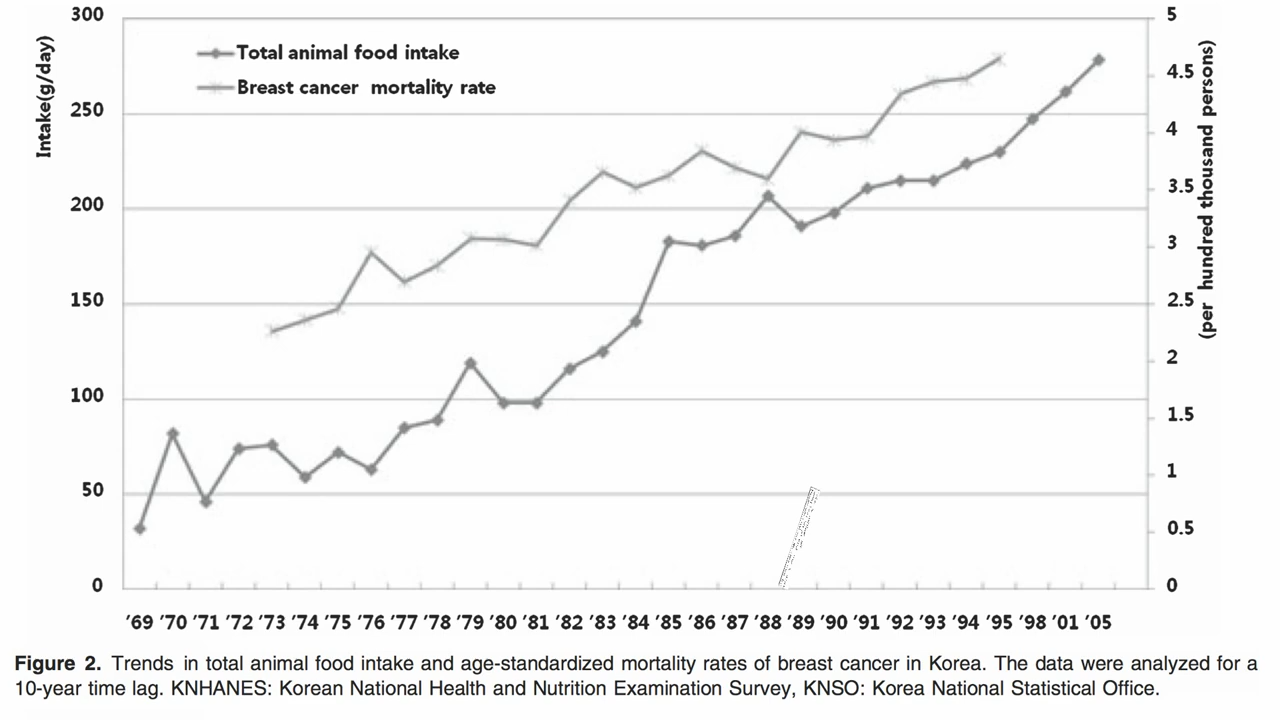 300
250
200
150
100
50
0
Intake(g/day)
Total animal food intake
Breast cancer mortality rate
5
4.5
4
3.5
3
2.5
2
1.5
1
0.5
0
(per hundred thousand persons)
'69 '70 '71 '72 '73 '74 '75 '76 '77 '78 '79 '80 '81 '82 '83 '84 '85 '86 '87 '88 '89 '90 '91 '92 '93 '94 '95 '98 '01 '05
Figure 2. Trends in total animal food intake and age-standardized mortality rates of breast cancer in Korea. The data were analyzed for a
10-year time lag. KNHANES: Korean National Health and Nutrition Examination Survey, KNSO: Korea National Statistical Office.